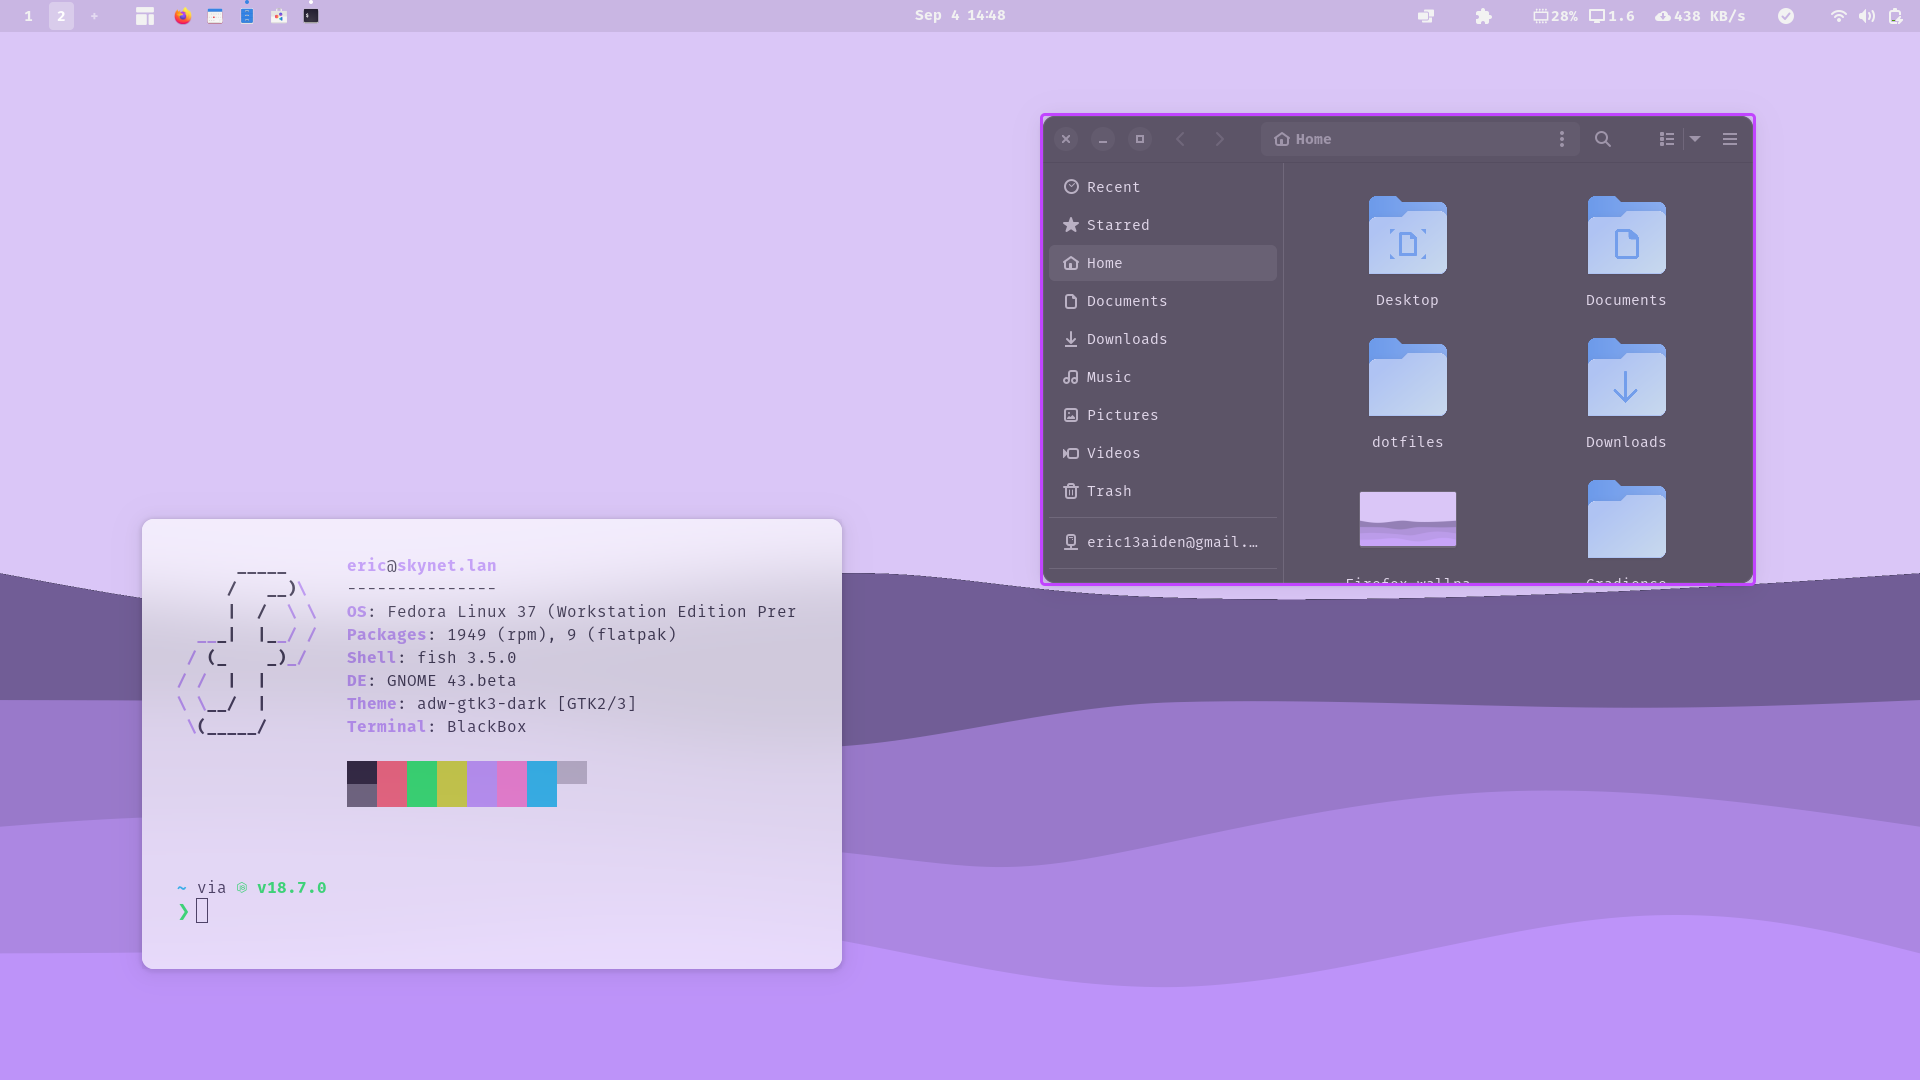 1 2 +
Sep 4 14:48
28% 1.6 438 KB/s
Home
Recent
Starred
Home
Documents
Downloads
Music
Pictures
Videos
Trash
eric13aiden@gmail.…
Desktop
Documents
dotfiles
Downloads
Firefox wallpa
Gradience
eric@skynet.lan
---------------
OS: Fedora Linux 37 (Workstation Edition Prer
Packages: 1949 (rpm), 9 (flatpak)
Shell: fish 3.5.0
DE: GNOME 43.beta
Theme: adw-gtk3-dark [GTK2/3]
Terminal: BlackBox
~ via v18.7.0
❯